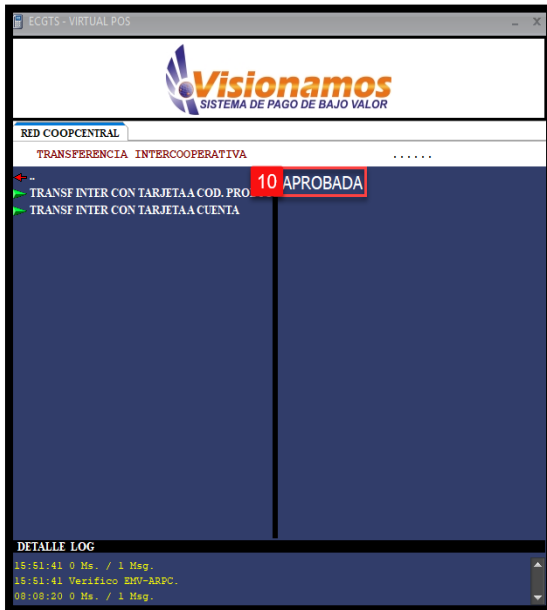 ECGTS - VIRTUAL POS
Visionamos
SISTEMA DE PAGO DE BAJO VALOR
RED COOPCENTRAL
TRANSFERENCIA INTERCOOPERATIVA ......
..
TRANSF INTER CON TARJETA A COD.
10 APROBADA
TRANSF INTER CON TARJETA A CUENTA
DETALLE LOG
15:51:41 0 Ms. / 1 Msg.
15:51:41 Verifico EMV-ARPC.
08:08:20 0 Ms. / 1 Msg.